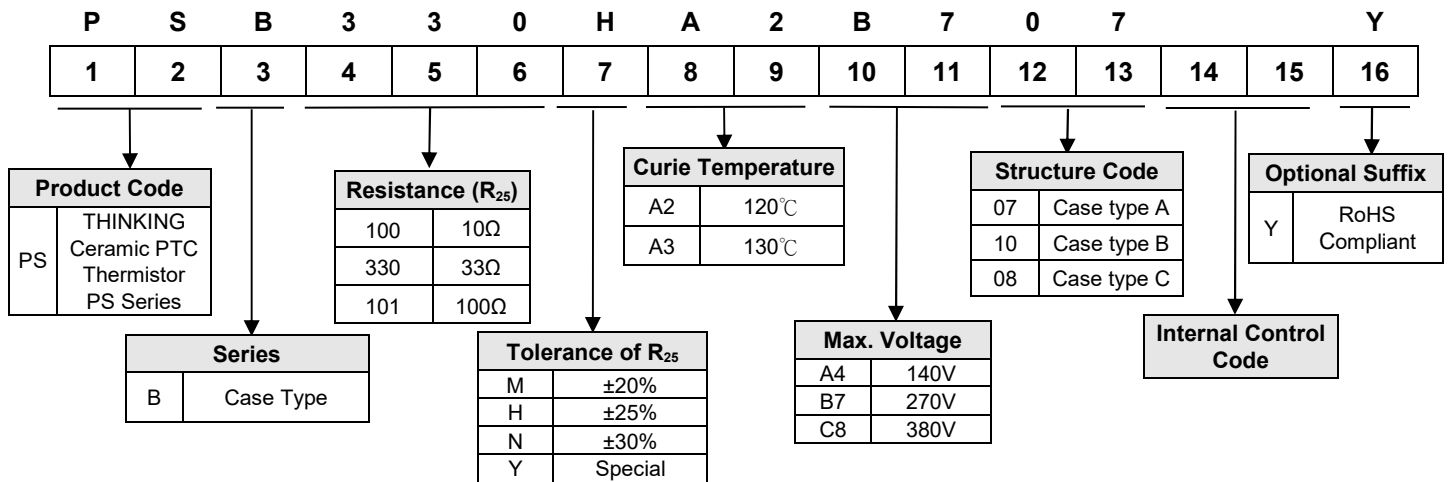 P S B 3 3 0 H A 2 B 7 0 7 Y
1 2 3 4 5 6 7 8 9 10 11 12 13 14 15 16
Product Code
PS
THINKING
Ceramic PTC
Thermistor
PS Series
Series
B Case Type
Resistance (R₂₅)
100 10Ω
330 33Ω
101 100Ω
Tolerance of R₂₅
M ±20%
H ±25%
N ±30%
Y Special
Curie Temperature
A2 120℃
A3 130℃
Max. Voltage
A4 140V
B7 270V
C8 380V
Structure Code
07 Case type A
10 Case type B
08 Case type C
Internal Control
Code
Optional Suffix
Y
RoHS
Compliant